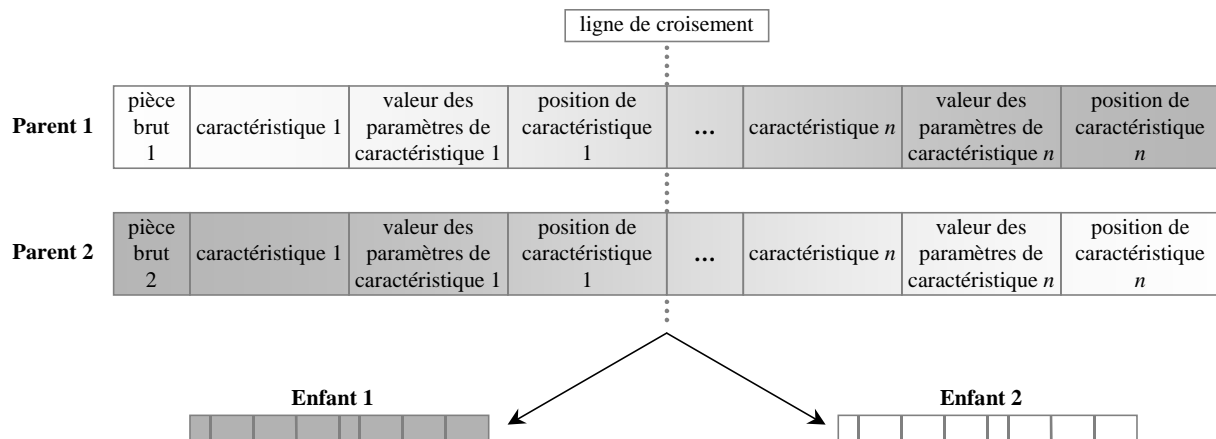 ligne de croisement
Parent 1
pièce
brut
1
caractéristique 1
valeur des
paramètres de
caractéristique 1
position de
caractéristique
1
...
caractéristique n
valeur des
paramètres de
caractéristique n
position de
caractéristique
n
Parent 2
pièce
brut
2
caractéristique 1
valeur des
paramètres de
caractéristique 1
position de
caractéristique
1
...
caractéristique n
valeur des
paramètres de
caractéristique n
position de
caractéristique
n
Enfant 1
Enfant 2